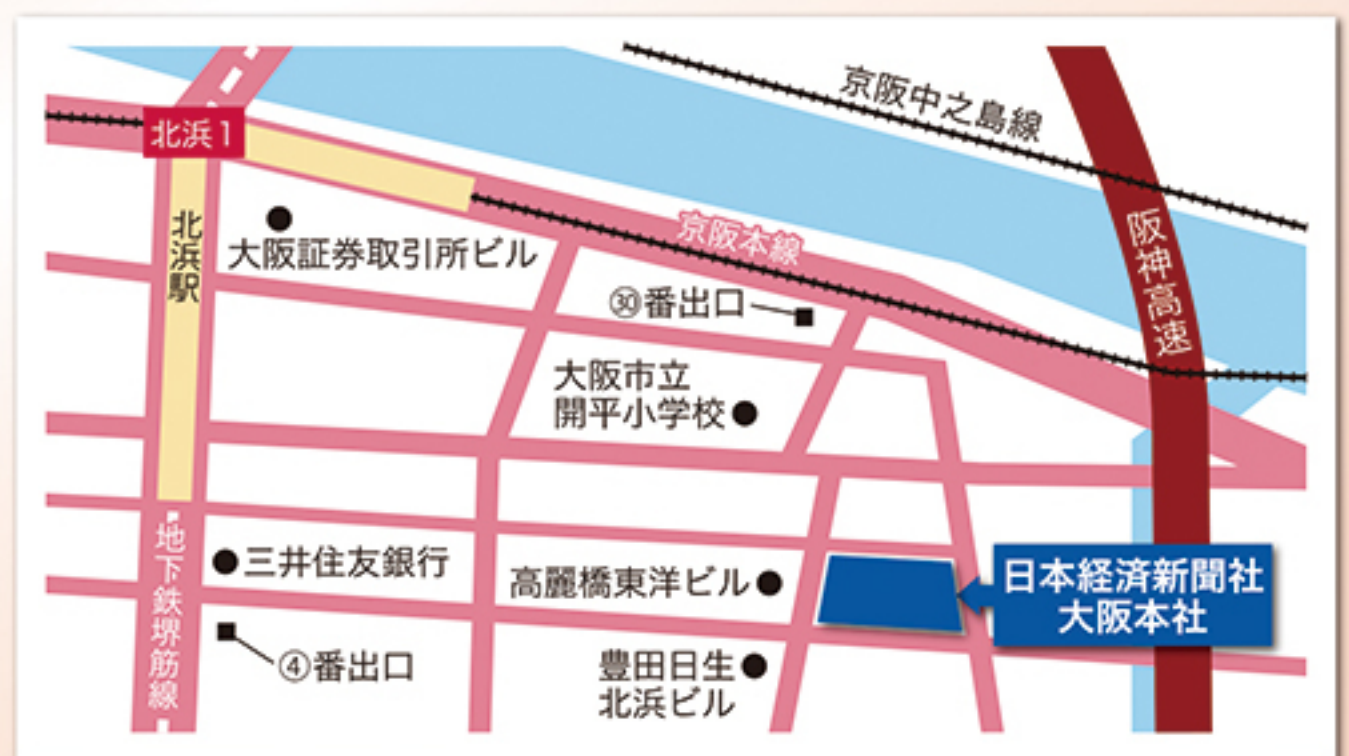 京阪中之島線
北浜1
北浜駅
大阪証券取引所ビル
京阪本線
阪神高速
㉚番出口
大阪市立
開平小学校
地下鉄堺筋線
三井住友銀行
高麗橋東洋ビル
日本経済新聞社
大阪本社
④番出口
豊田日生
北浜ビル